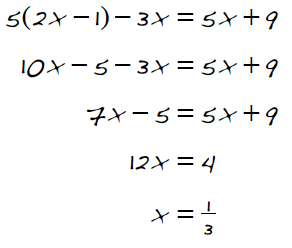 5(2x − 1) − 3x = 5x + 9
10x − 5 − 3x = 5x + 9
7x − 5 = 5x + 9
12x = 4
x = 1/3